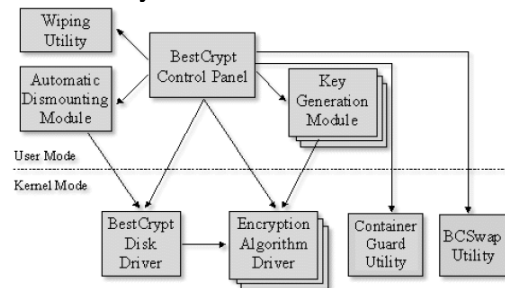 Wiping
Utility
BestCrypt
Control Panel
Automatic
Dismounting
Module
Key
Generation
Module
User Mode
Kernel Mode
BestCrypt
Disk
Driver
Encryption
Algorithm
Driver
Container
Guard
Utility
BCSwap
Utility